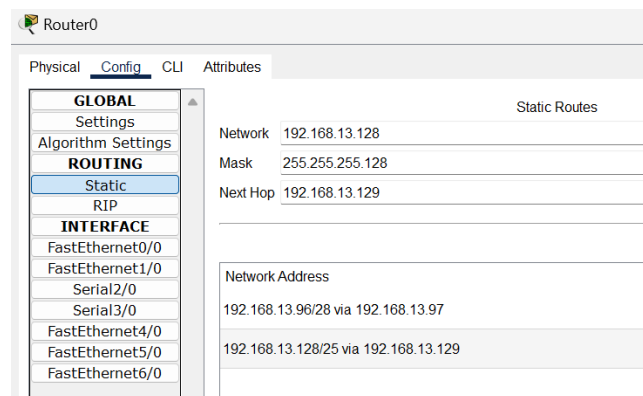 Router0
Physical Config CLI Attributes
GLOBAL
Settings
Algorithm Settings
ROUTING
Static
RIP
INTERFACE
FastEthernet0/0
FastEthernet1/0
Serial2/0
Serial3/0
FastEthernet4/0
FastEthernet5/0
FastEthernet6/0
Static Routes
Network 192.168.13.128
Mask 255.255.255.128
Next Hop 192.168.13.129
Network Address
192.168.13.96/28 via 192.168.13.97
192.168.13.128/25 via 192.168.13.129